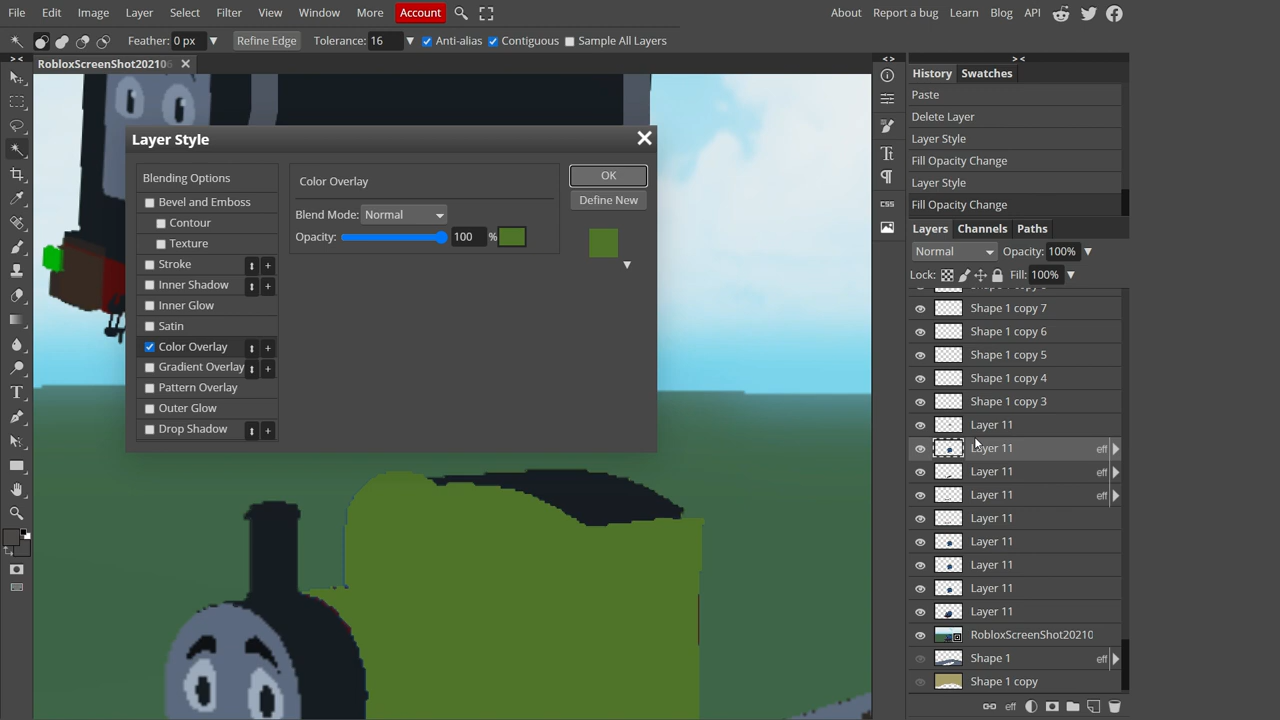 File Edit Image Layer Select Filter View Window More Account About Report a bug Learn Blog API
Feather: 0 px Refine Edge Tolerance: 16 Anti-alias Contiguous Sample All Layers
> < < > > <
RobloxScreenShot202106
History Swatches
Paste
Delete Layer
Layer Style
Fill Opacity Change
Layer Style
Fill Opacity Change
CSS
Layers Channels Paths
Normal Opacity: 100%
Lock: Fill: 100%
Shape 1 copy 7
Shape 1 copy 6
Shape 1 copy 5
Shape 1 copy 4
Shape 1 copy 3
Layer 11
Layer 11 eff
Layer 11 eff
Layer 11 eff
Layer 11
Layer 11
Layer 11
Layer 11
Layer 11
RobloxScreenShot20210
Shape 1 eff
Shape 1 copy
eff
Layer Style
Blending Options
Bevel and Emboss
Contour
Texture
Stroke +
Inner Shadow +
Inner Glow
Satin
Color Overlay +
Gradient Overlay +
Pattern Overlay
Outer Glow
Drop Shadow +
Color Overlay
Blend Mode: Normal
Opacity: 100 %
OK
Define New